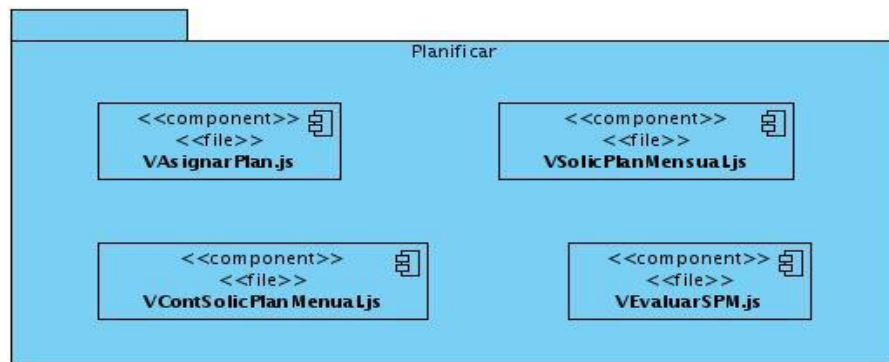 Planificar
<<component>>
<<file>>
VAsignarPlan.js
<<component>>
<<file>>
VSolicPlanMensual.js
<<component>>
<<file>>
VContSolicPlanMenual.js
<<component>>
<<file>>
VEvaluarSPM.js